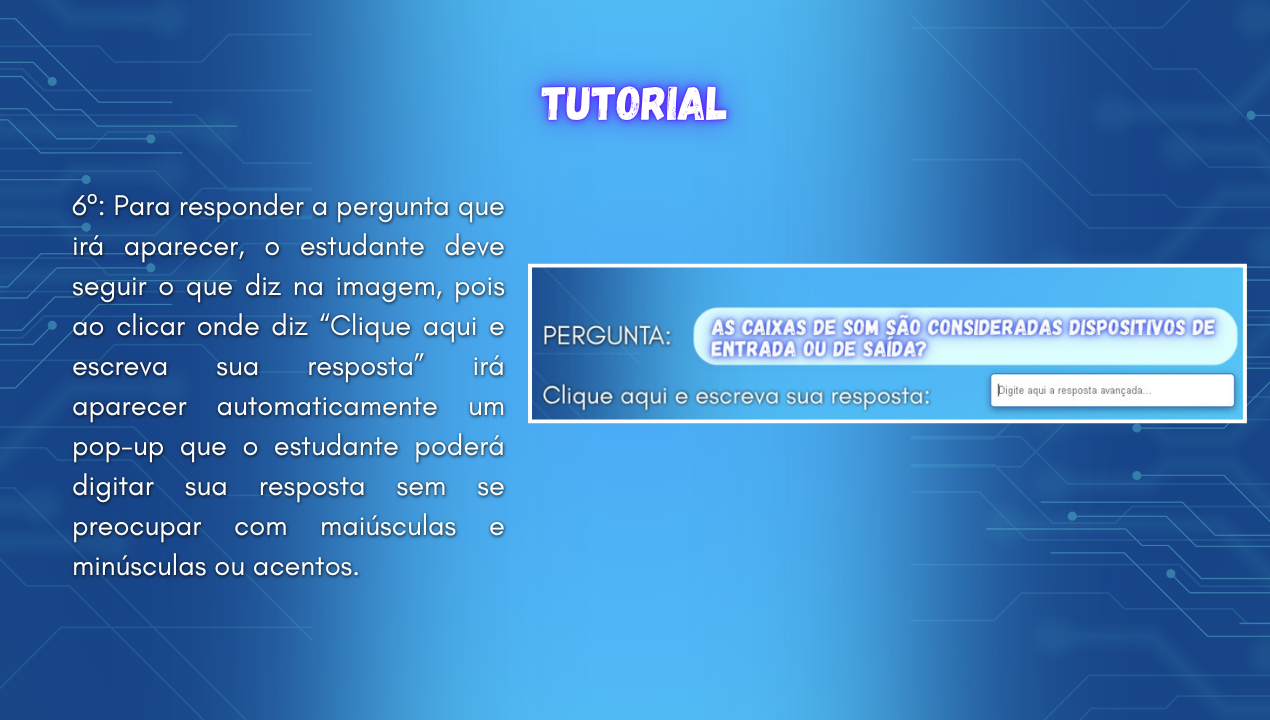 TUTORIAL
6º: Para responder a pergunta que
irá aparecer, o estudante deve
seguir o que diz na imagem, pois
ao clicar onde diz “Clique aqui e
escreva sua resposta” irá
aparecer automaticamente um
pop-up que o estudante poderá
digitar sua resposta sem se
preocupar com maiúsculas e
minúsculas ou acentos.
PERGUNTA:
AS CAIXAS DE SOM SÃO CONSIDERADAS DISPOSITIVOS DE
ENTRADA OU DE SAÍDA?
Clique aqui e escreva sua resposta:
Digite aqui a resposta avançada...